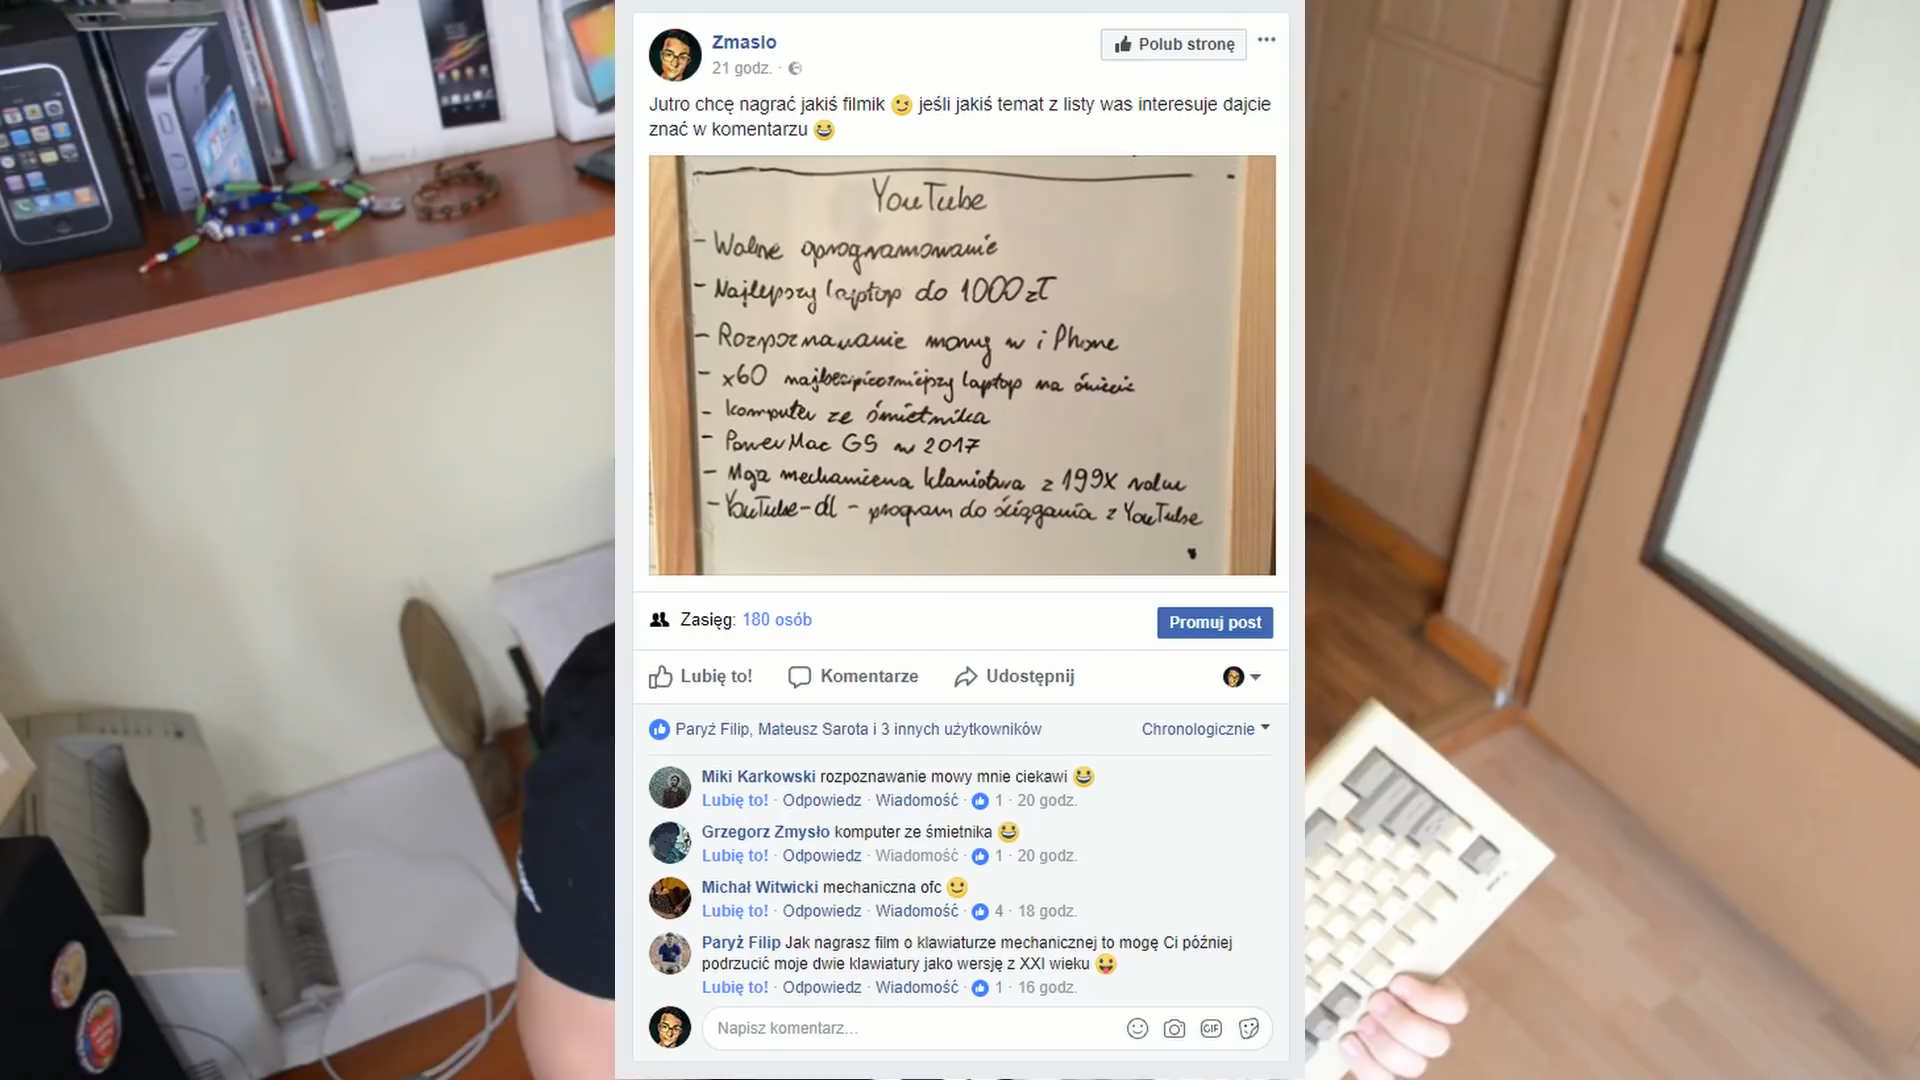 Zmaslo
Polub stronę
21 godz.
Jutro chcę nagrać jakiś filmik 😉 jeśli jakiś temat z listy was interesuje dajcie
znać w komentarzu 😀
YouTube
- Wolne oprogramowanie
- Najlepszy laptop do 1000 zł
- Rozpoznawanie mowy w iPhone
- x60 najbezpieczniejszy laptop na świecie
- Komputer ze śmietnika
- PowerMac G5 w 2017
- Moja mechaniczna klawiatura z 199X roku
- YouTube-dl - program do ściągania z YouTube
Zasięg: 180 osób
Promuj post
Lubię to! Komentarze Udostępnij
Paryż Filip, Mateusz Sarota i 3 innych użytkowników
Chronologicznie
Miki Karkowski rozpoznawanie mowy mnie ciekawi 😀
Lubię to! · Odpowiedz · Wiadomość · 1 · 20 godz.
Grzegorz Zmysło komputer ze śmietnika 😀
Lubię to! · Odpowiedz · Wiadomość · 1 · 20 godz.
Michał Witwicki mechaniczna ofc 🙂
Lubię to! · Odpowiedz · Wiadomość · 4 · 18 godz.
Paryż Filip Jak nagrasz film o klawiaturze mechanicznej to mogę Ci później
podrzucić moje dwie klawiatury jako wersję z XXI wieku 😛
Lubię to! · Odpowiedz · Wiadomość · 1 · 16 godz.
Napisz komentarz...
GIF